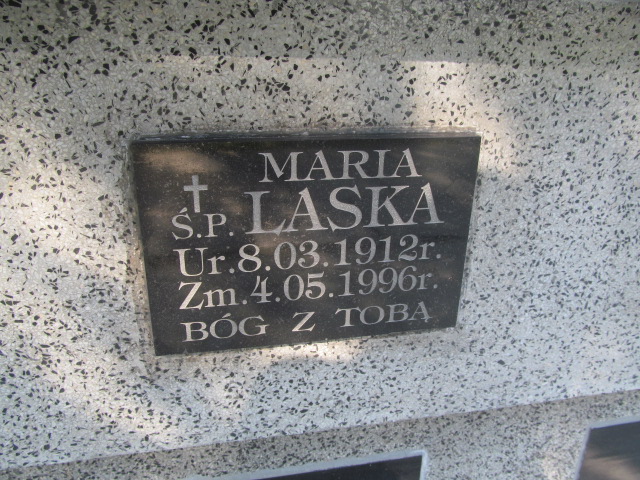 MARIA
Ś.P. LASKA
Ur.8.03.1912r.
Zm.4.05.1996r.
BÓG Z TOBĄ